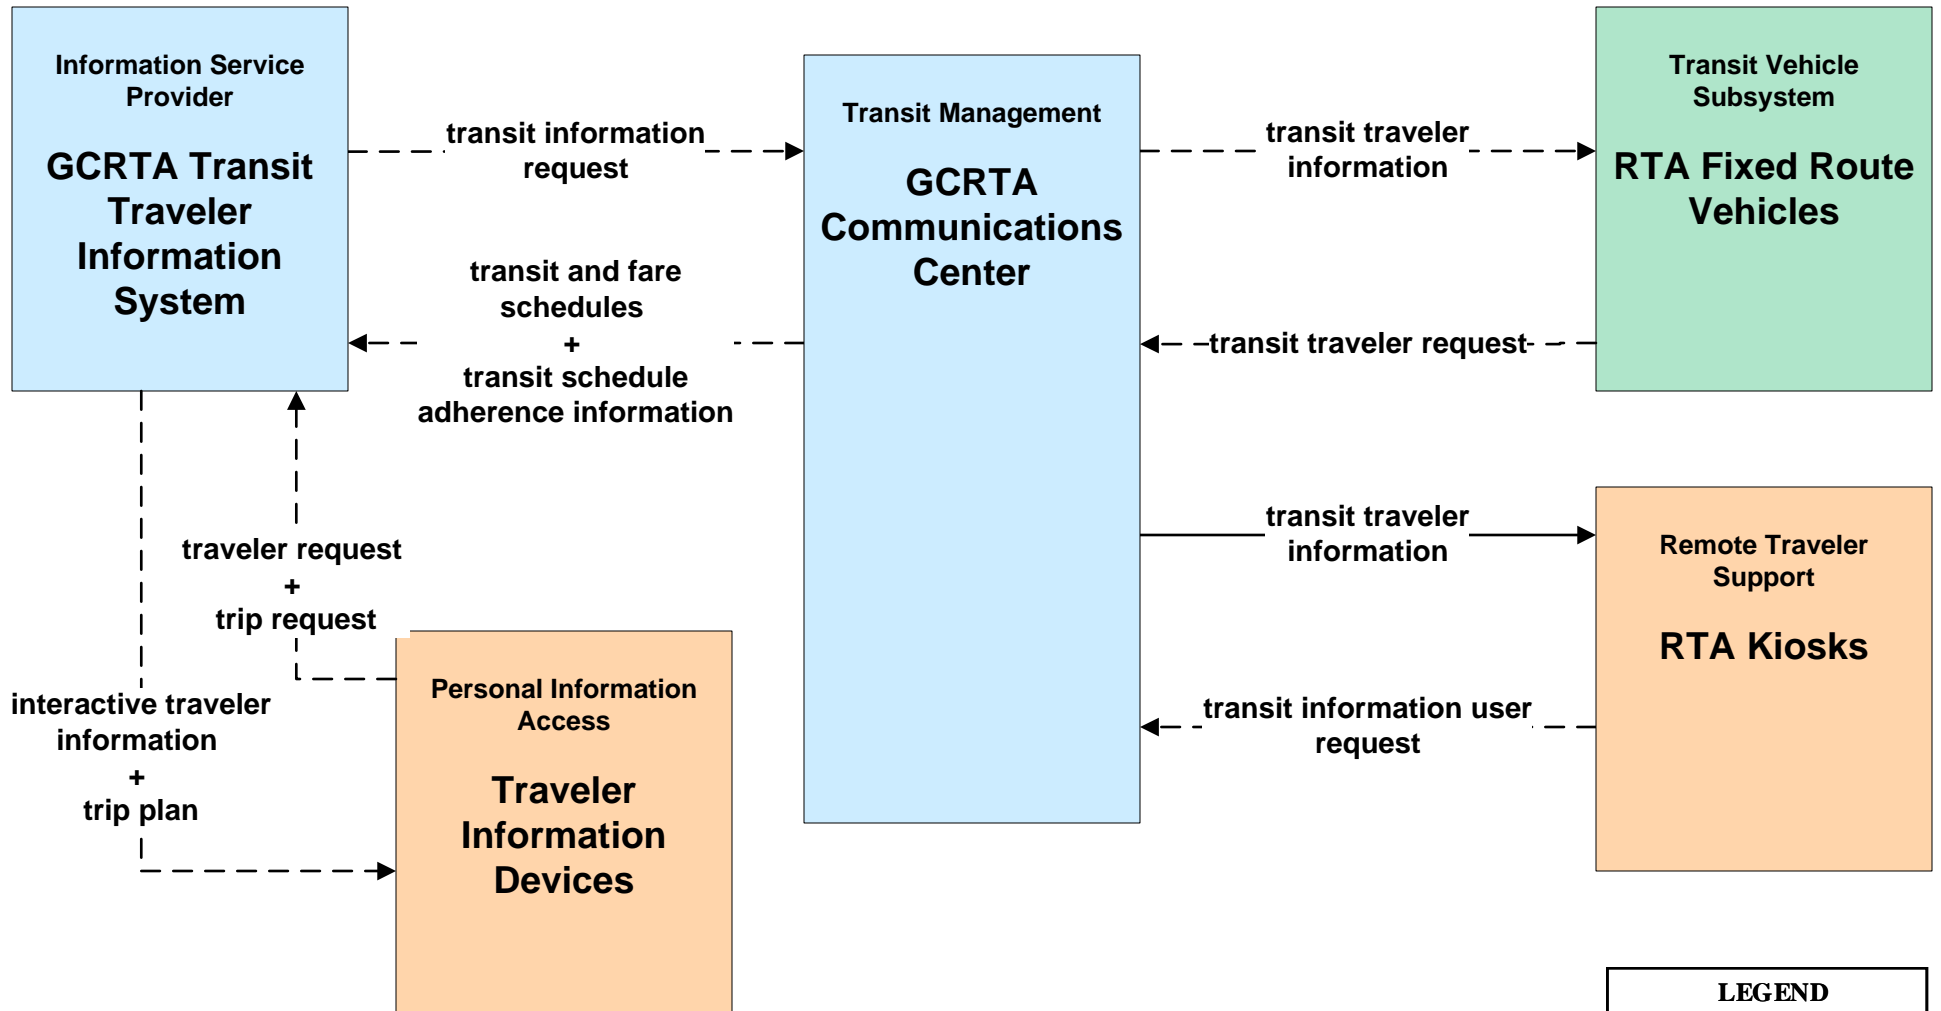 Information Service
Provider
GCRTA Transit
Traveler
Information
System
transit information
request
transit and fare
schedules
+
transit schedule
adherence information
Transit Management
GCRTA
Communications
Center
transit traveler
information
transit traveler request
Transit Vehicle
Subsystem
RTA Fixed Route
Vehicles
transit traveler
information
transit information user
request
Remote Traveler
Support
RTA Kiosks
traveler request
+
trip request
interactive traveler
information
+
trip plan
Personal Information
Access
Traveler
Information
Devices
LEGEND